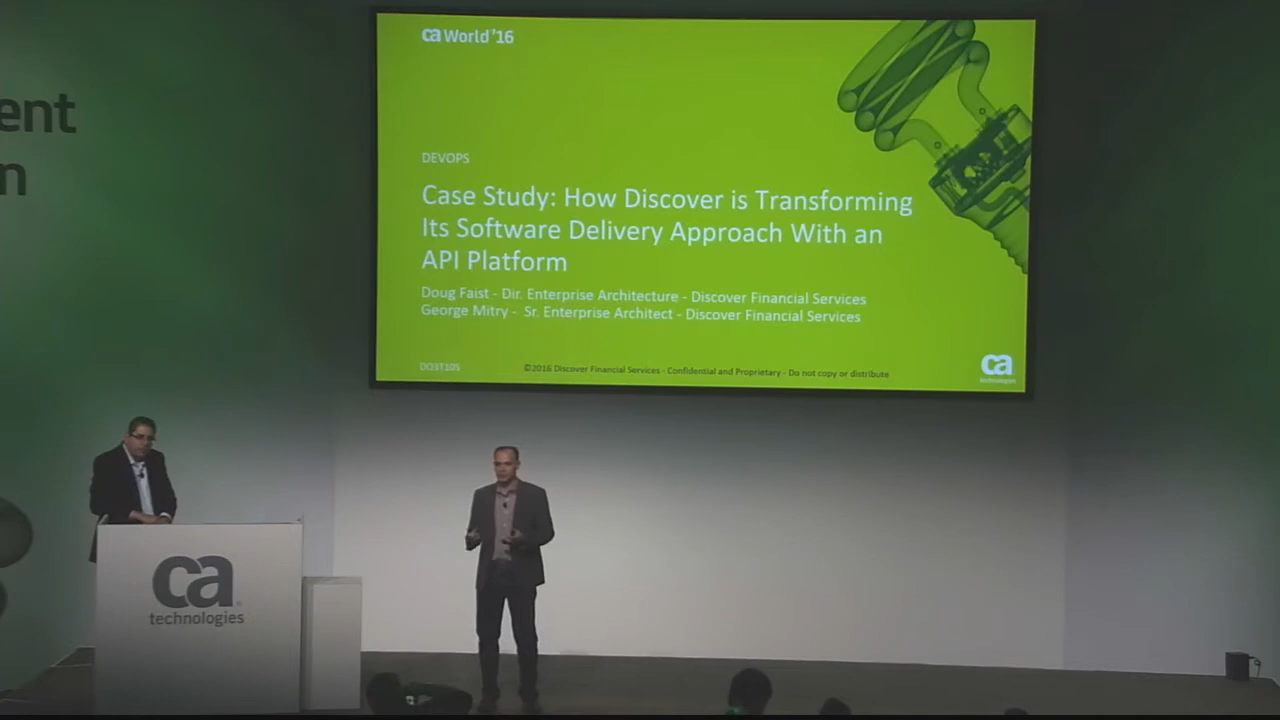 ent
n
ca World '16
DEVOPS
Case Study: How Discover is Transforming
Its Software Delivery Approach With an
API Platform
Doug Faist - Dir. Enterprise Architecture - Discover Financial Services
George Mitry - Sr. Enterprise Architect - Discover Financial Services
DO3T10S
©2016 Discover Financial Services - Confidential and Proprietary - Do not copy or distribute
ca
technologies
ca
technologies